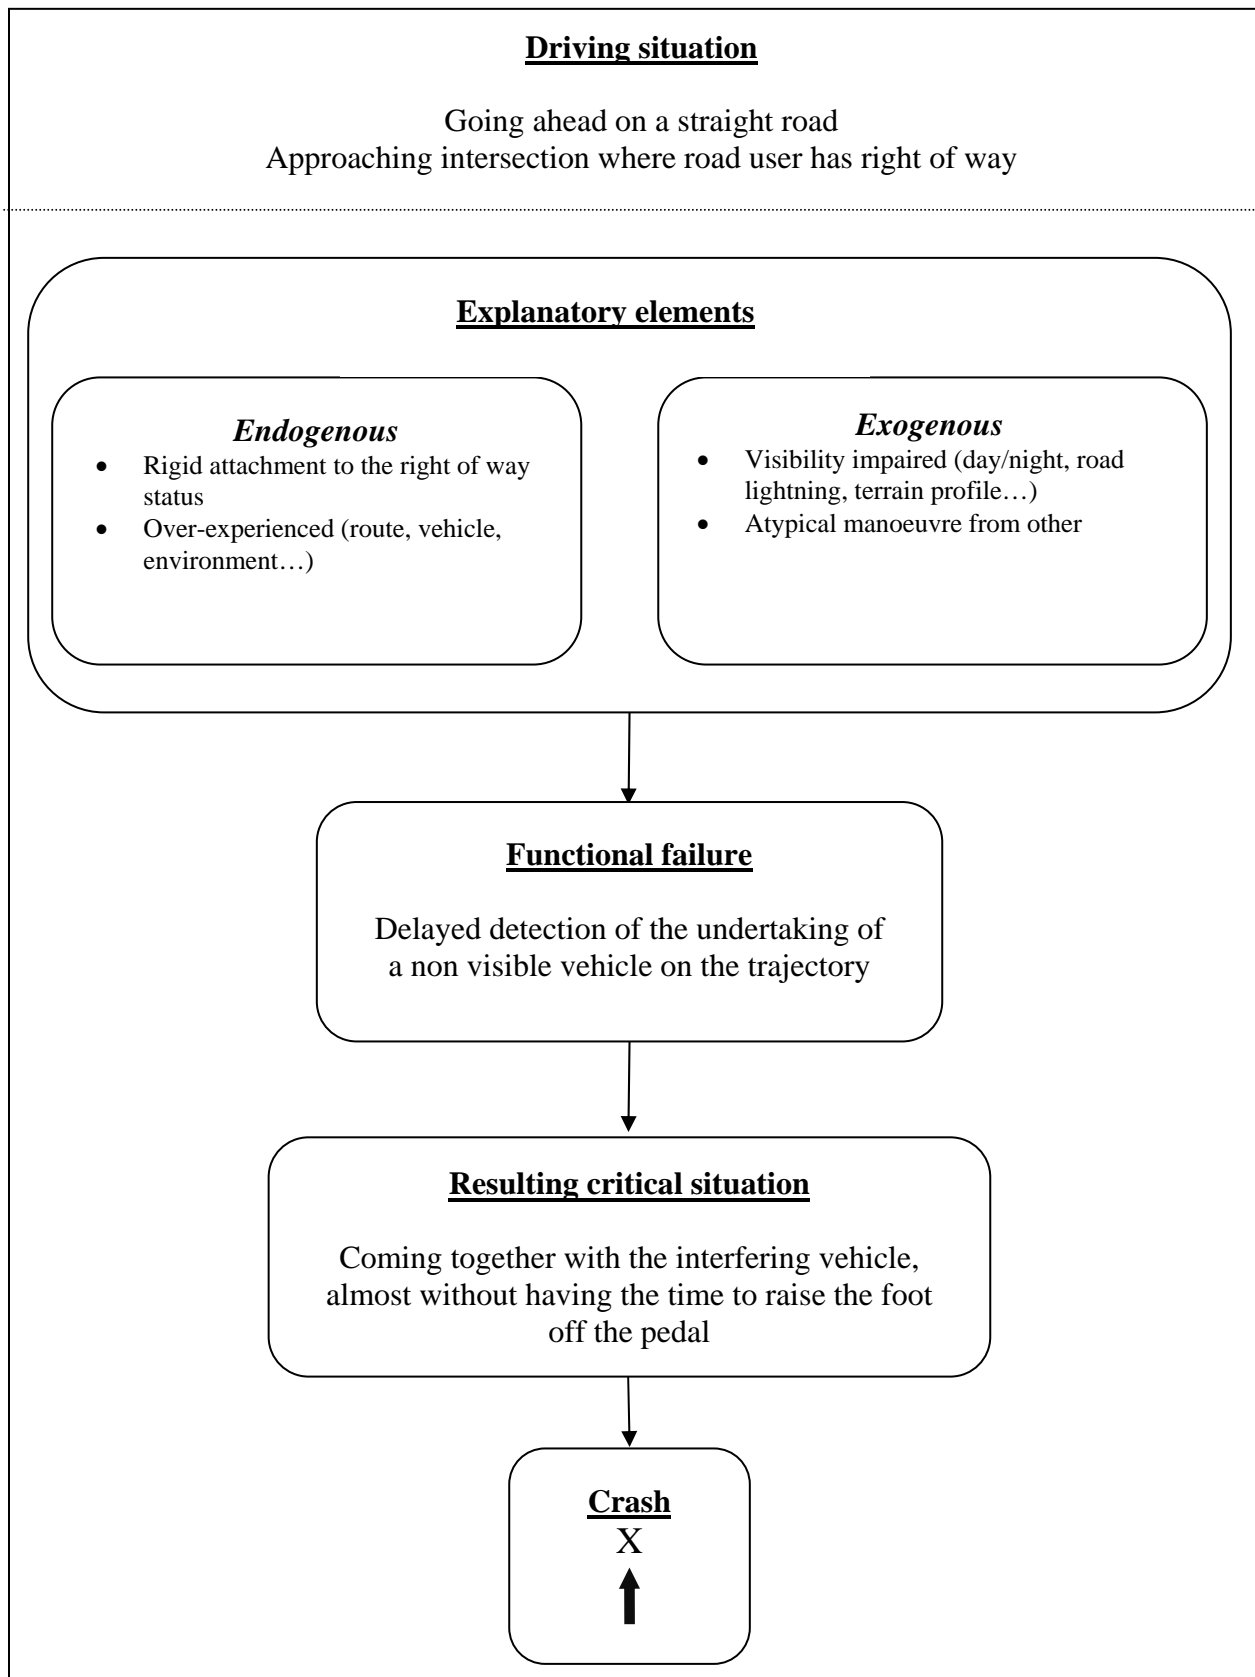 Driving situation
Going ahead on a straight road
Approaching intersection where road user has right of way
Explanatory elements
Endogenous
• Rigid attachment to the right of way
status
• Over-experienced (route, vehicle,
environment…)
Exogenous
• Visibility impaired (day/night, road
lightning, terrain profile…)
• Atypical manoeuvre from other
Functional failure
Delayed detection of the undertaking of
a non visible vehicle on the trajectory
Resulting critical situation
Coming together with the interfering vehicle,
almost without having the time to raise the foot
off the pedal
Crash
X